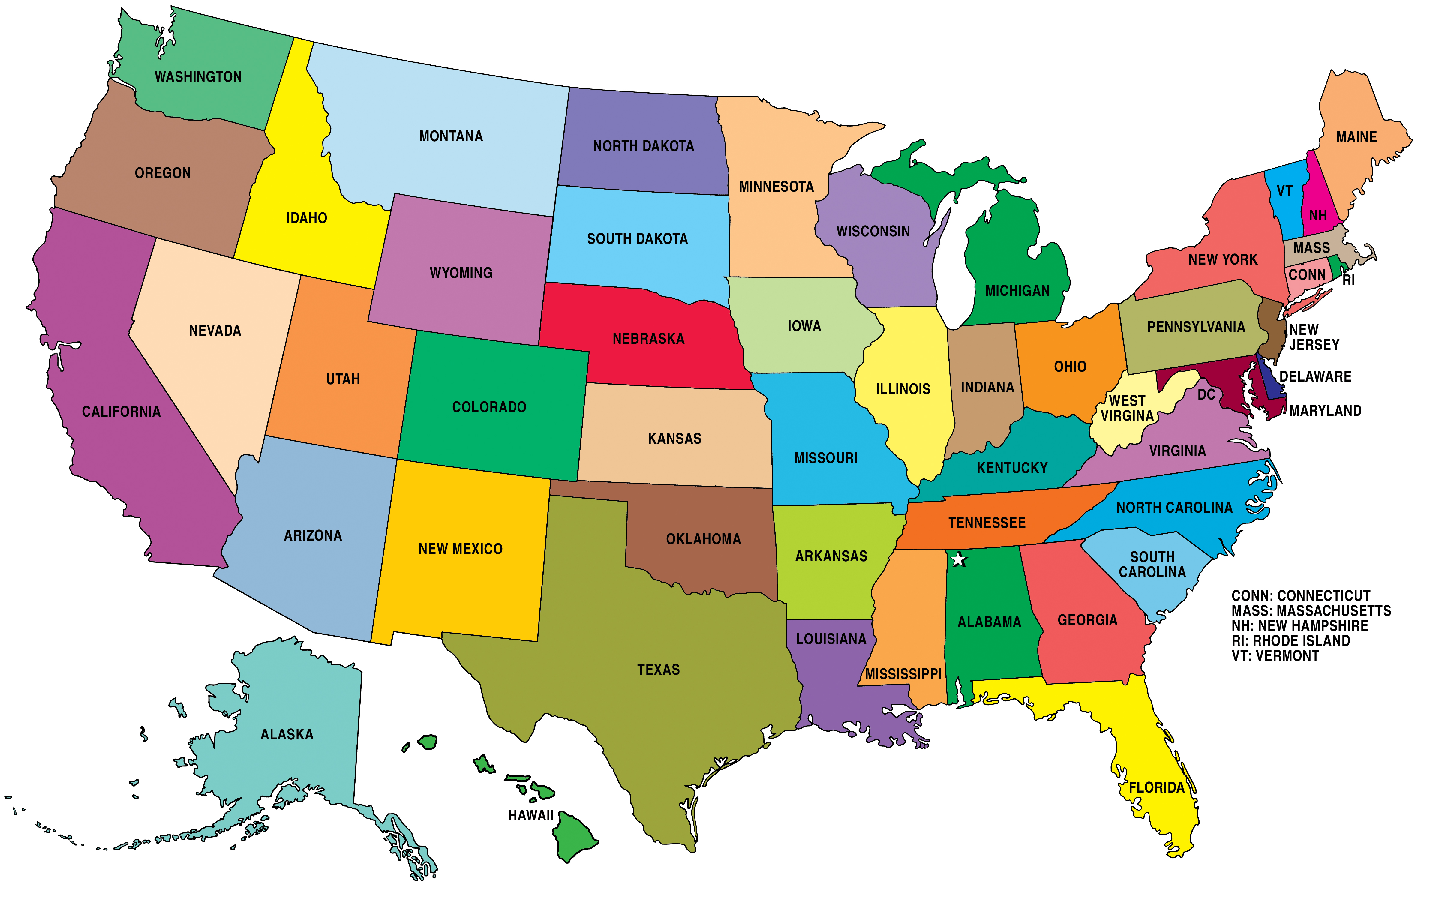 WASHINGTON
OREGON
IDAHO
MONTANA
NORTH DAKOTA
MINNESOTA
WISCONSIN
MICHIGAN
MAINE
VT
NH
MASS
CONN
RI
NEW YORK
WYOMING
SOUTH DAKOTA
NEBRASKA
IOWA
ILLINOIS
INDIANA
OHIO
PENNSYLVANIA
NEW
JERSEY
DELAWARE
MARYLAND
DC
WEST
VIRGINA
VIRGINIA
NEVADA
UTAH
COLORADO
CALIFORNIA
KANSAS
MISSOURI
KENTUCKY
TENNESSEE
NORTH CAROLINA
SOUTH
CAROLINA
ARIZONA
NEW MEXICO
OKLAHOMA
ARKANSAS
TEXAS
LOUISIANA
MISSISSIPPI
ALABAMA
GEORGIA
FLORIDA
ALASKA
HAWAII
CONN: CONNECTICUT
MASS: MASSACHUSETTS
NH: NEW HAMPSHIRE
RI: RHODE ISLAND
VT: VERMONT